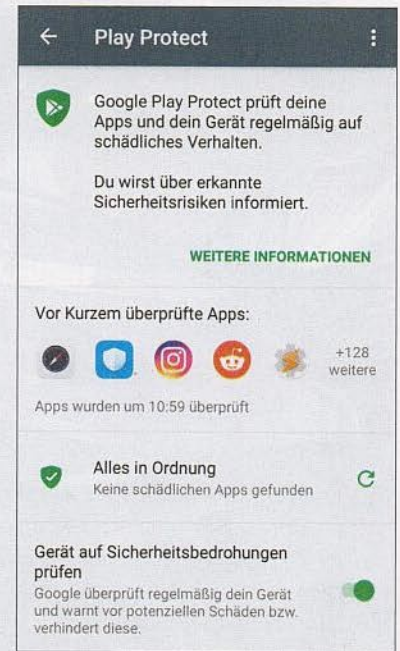 Play Protect
Google Play Protect prüft deine
Apps und dein Gerät regelmäßig auf
schädliches Verhalten.
Du wirst über erkannte
Sicherheitsrisiken informiert.
WEITERE INFORMATIONEN
Vor Kurzem überprüfte Apps:
+128
weitere
Apps wurden um 10:59 überprüft
Alles in Ordnung
Keine schädlichen Apps gefunden
Gerät auf Sicherheitsbedrohungen
prüfen
Google überprüft regelmäßig dein Gerät
und warnt vor potenziellen Schäden bzw.
verhindert diese.